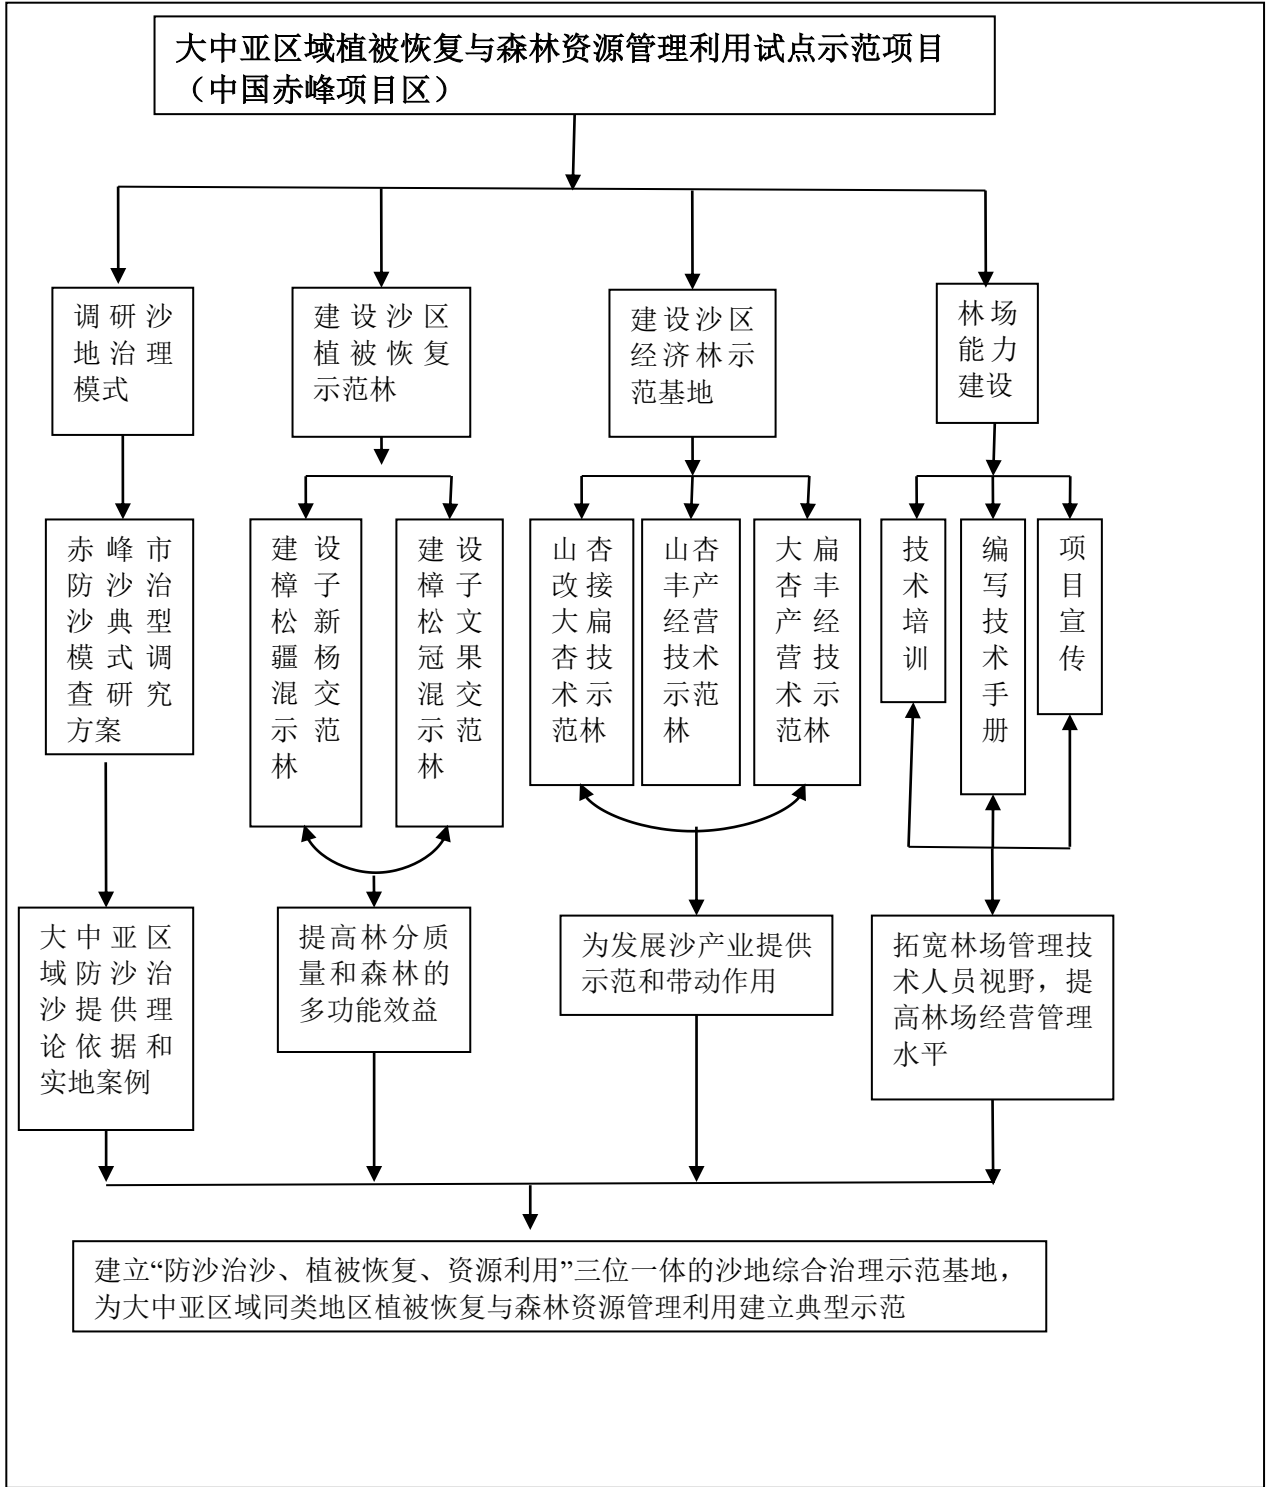 大中亚区域植被恢复与森林资源管理利用试点示范项目
（中国赤峰项目区）
调研沙
地治理
模式
建设沙区
植被恢复
示范林
建设沙区
经济林示
范基地
林场
能力
建设
赤峰市
防沙治
沙典型
模式调
查研究
方案
建设
樟子
松新
疆杨
混交
示范
林
建设
樟子
松文
冠果
混交
示范
林
山杏
改接
大扁
杏技
术示
范林
山杏
丰产
经营
技术
示范
林
大扁
杏丰
产经
营技
术示
范林
技
术
培
训
编
写
技
术
手
册
项
目
宣
传
大中亚区
域防沙治
沙提供理
论依据和
实地案例
提高林分质
量和森林的
多功能效益
为发展沙产业提供
示范和带动作用
拓宽林场管理技
术人员视野，提
高林场经营管理
水平
建立“防沙治沙、植被恢复、资源利用”三位一体的沙地综合治理示范基地，
为大中亚区域同类地区植被恢复与森林资源管理利用建立典型示范